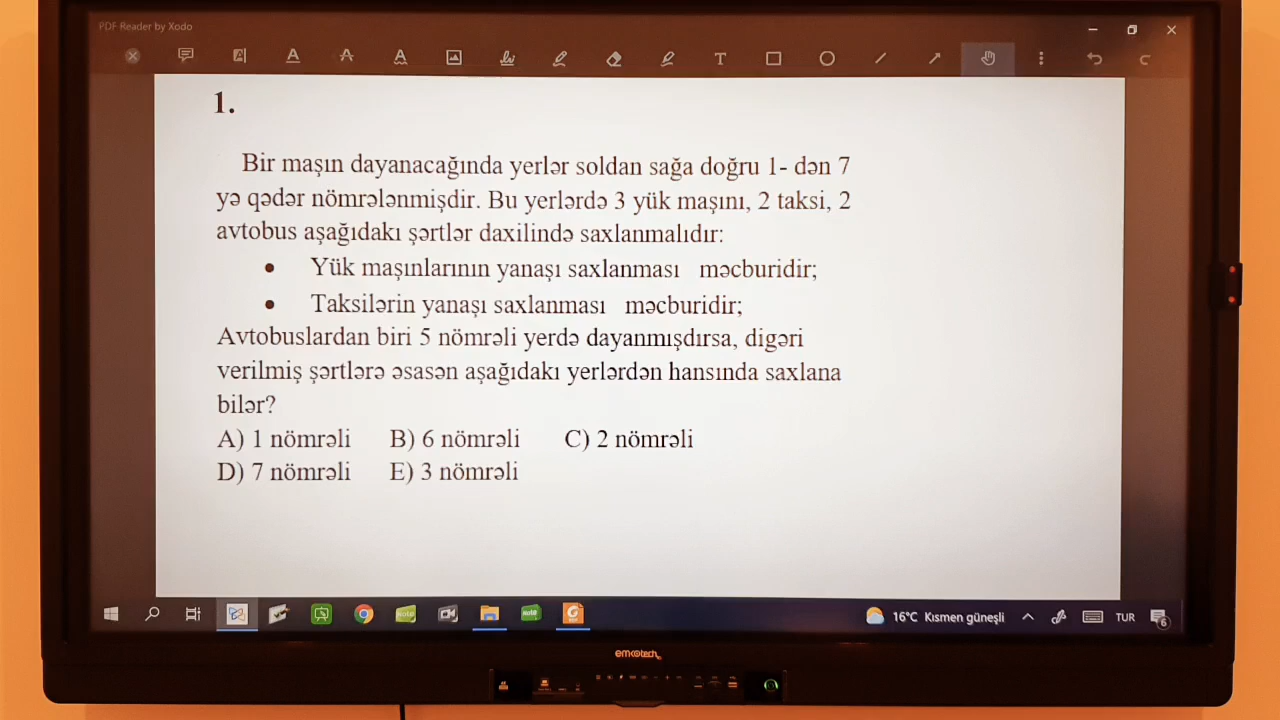 PDF Reader by Xodo
1.
Bir maşın dayanacağında yerlər soldan sağa doğru 1- dən 7
yə qədər nömrələnmişdir. Bu yerlərdə 3 yük maşını, 2 taksi, 2
avtobus aşağıdakı şərtlər daxilində saxlanmalıdır:
• Yük maşınlarının yanaşı saxlanması məcburidir;
• Taksilərin yanaşı saxlanması məcburidir;
Avtobuslardan biri 5 nömrəli yerdə dayanmışdırsa, digəri
verilmiş şərtlərə əsasən aşağıdakı yerlərdən hansında saxlana
bilər?
A) 1 nömrəli B) 6 nömrəli C) 2 nömrəli
D) 7 nömrəli E) 3 nömrəli
16°C Kısmen güneşli TUR 6
emcotech